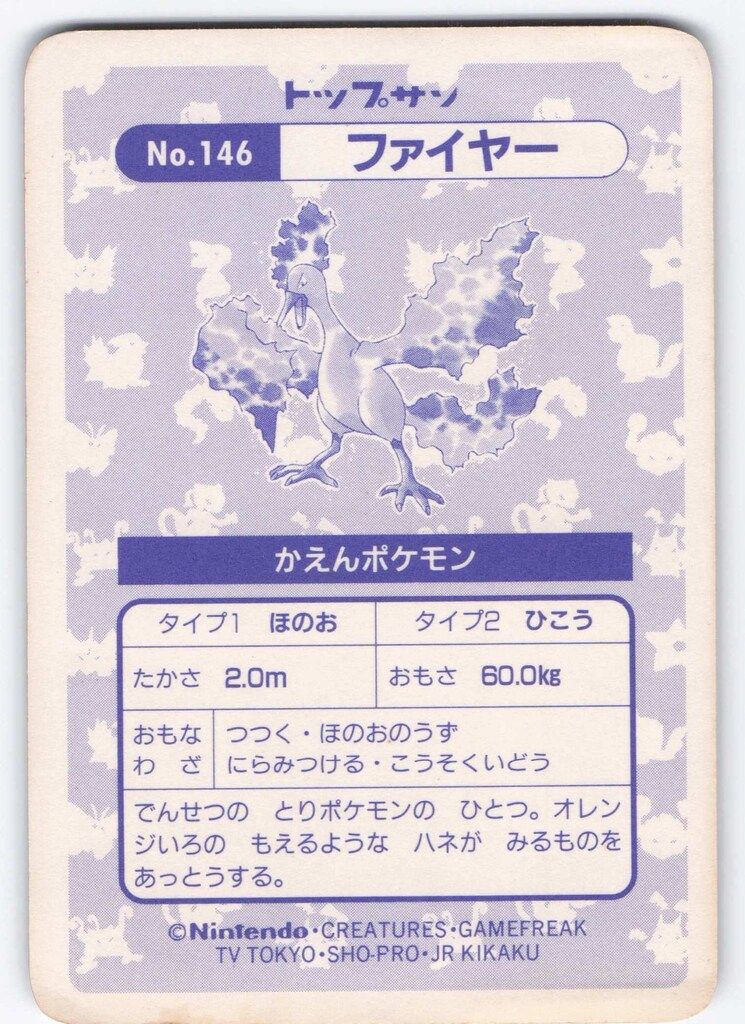 トップサン
No.146 ファイヤー
かえんポケモン
タイプ1 ほのお タイプ2 ひこう
たかさ 2.0m おもさ 60.0kg
おもな つつく・ほのおのうず
わ ざ にらみつける・こうそくいどう
でんせつの とりポケモンの ひとつ。オレン
ジいろの もえるような ハネが みるものを
あっとうする。
©Nintendo・CREATURES・GAMEFREAK
TV TOKYO・SHO-PRO・JR KIKAKU